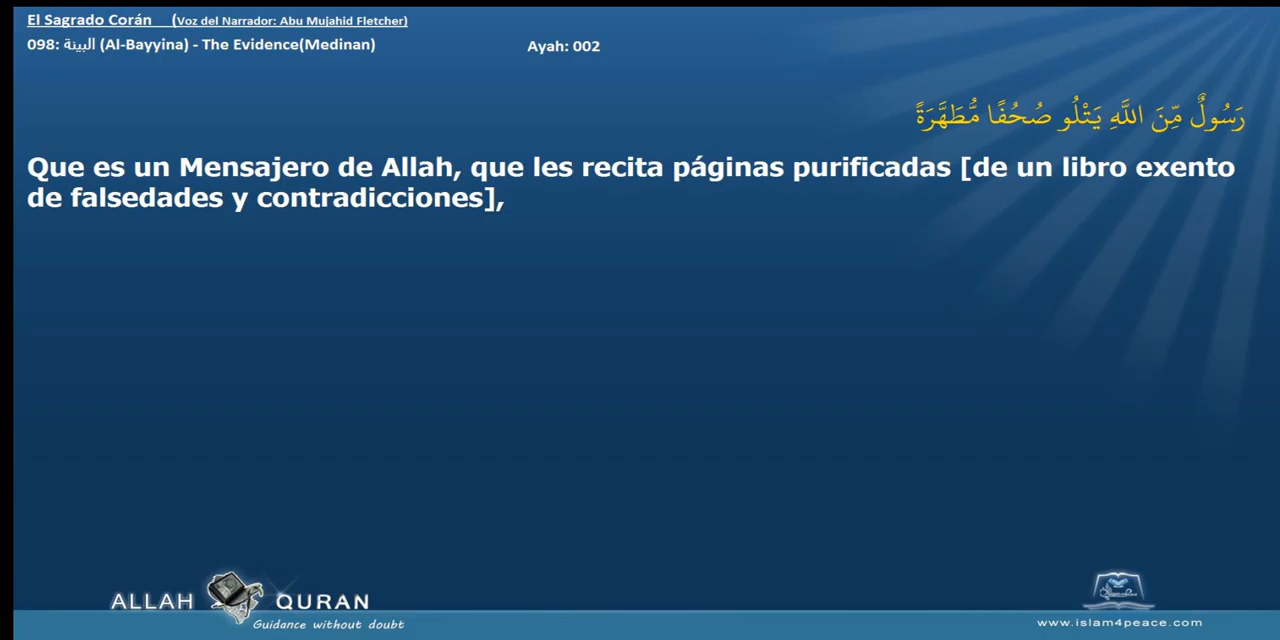 El Sagrado Corán (Voz del Narrador: Abu Mujahid Fletcher)
098: البينة (Al-Bayyina) - The Evidence(Medinan) Ayah: 002
رَسُولٌ مِّنَ اللَّهِ يَتْلُو صُحُفًا مُّطَهَّرَةً
Que es un Mensajero de Allah, que les recita páginas purificadas [de un libro exento
de falsedades y contradicciones],
ALLAH QURAN
Guidance without doubt
www.islam4peace.com